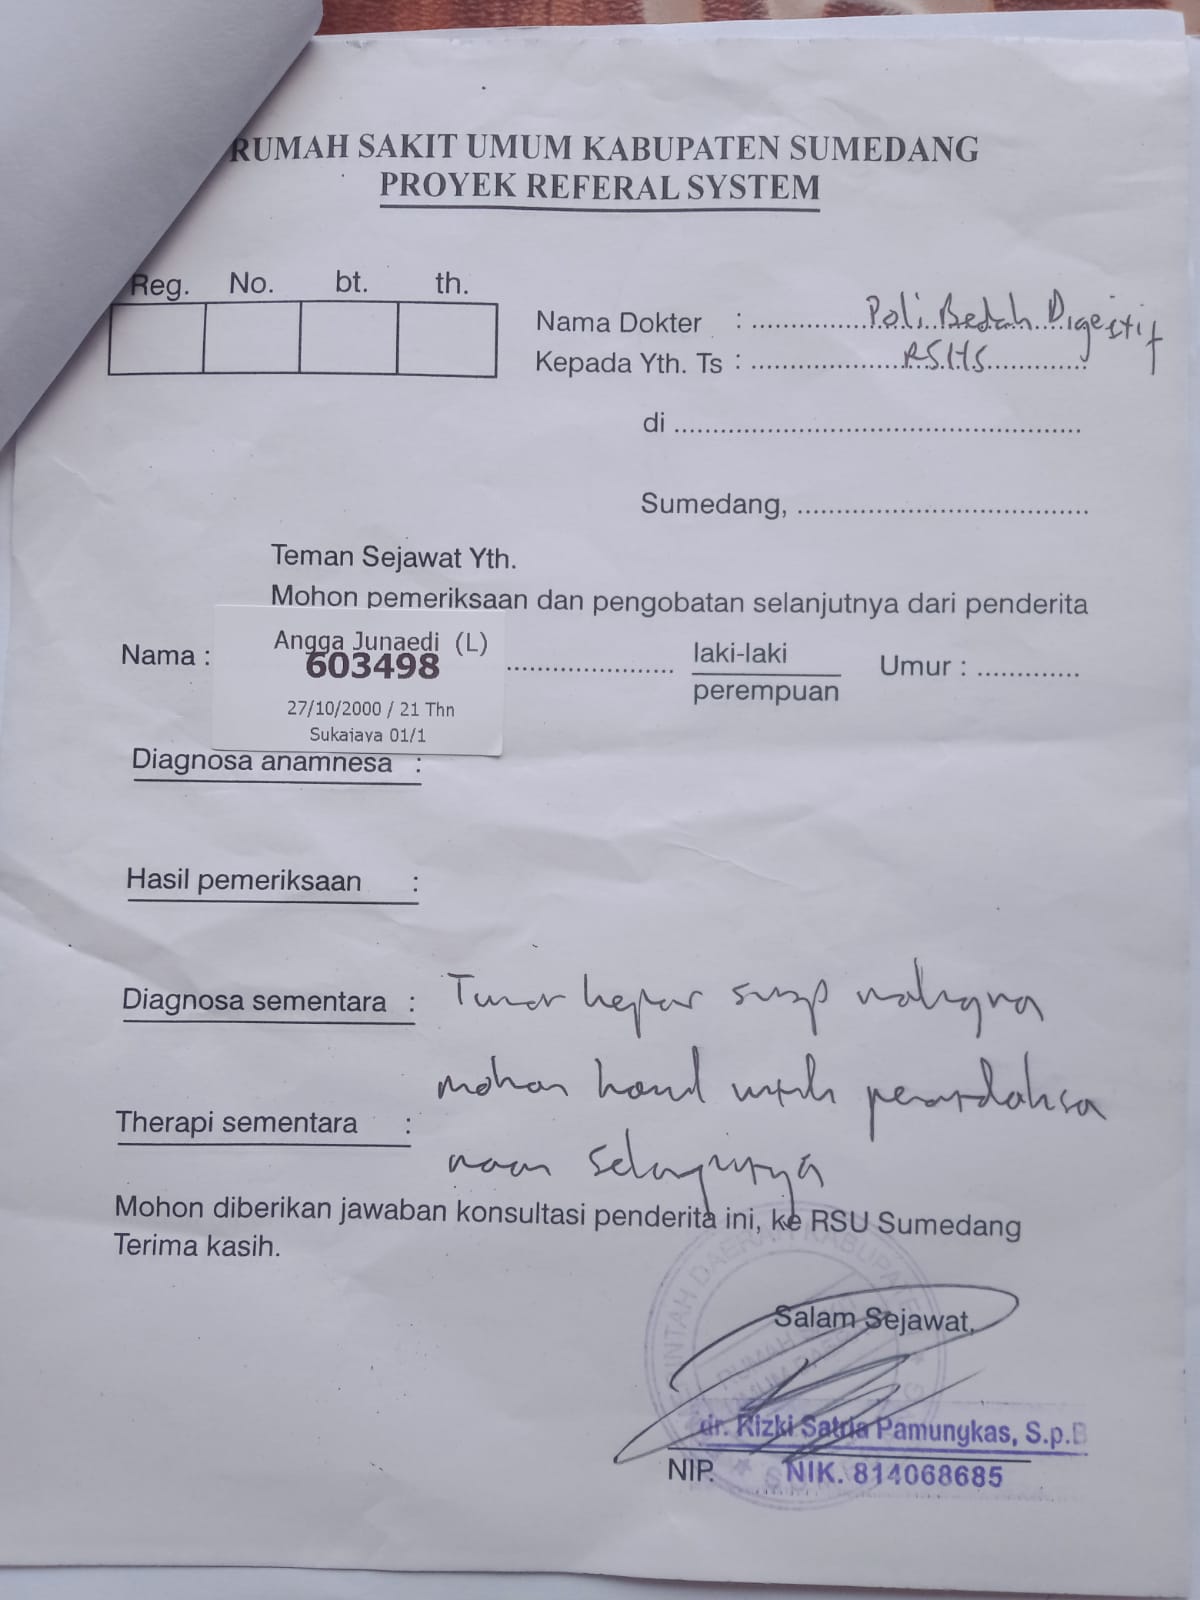 RUMAH SAKIT UMUM KABUPATEN SUMEDANG
PROYEK REFERAL SYSTEM
Reg. No. bt. th.
Nama Dokter : Poli Bedah Digestif
Kepada Yth. Ts : RSHS
di
Sumedang,
Teman Sejawat Yth.
Mohon pemeriksaan dan pengobatan selanjutnya dari penderita
Nama :
Angga Junaedi (L)
603498
27/10/2000 / 21 Thn
Sukajaya 01/1
laki-laki
perempuan
Umur :
Diagnosa anamnesa :
Hasil pemeriksaan :
Diagnosa sementara : Tumor hepar susp maligna
mohon
Therapi sementara :
selanjutnya
Mohon diberikan jawaban konsultasi penderita ini, ke RSU Sumedang
Terima kasih.
Salam Sejawat,
dr. Rizki Satria Pamungkas, S.p.B
NIP. NIK. 814068685